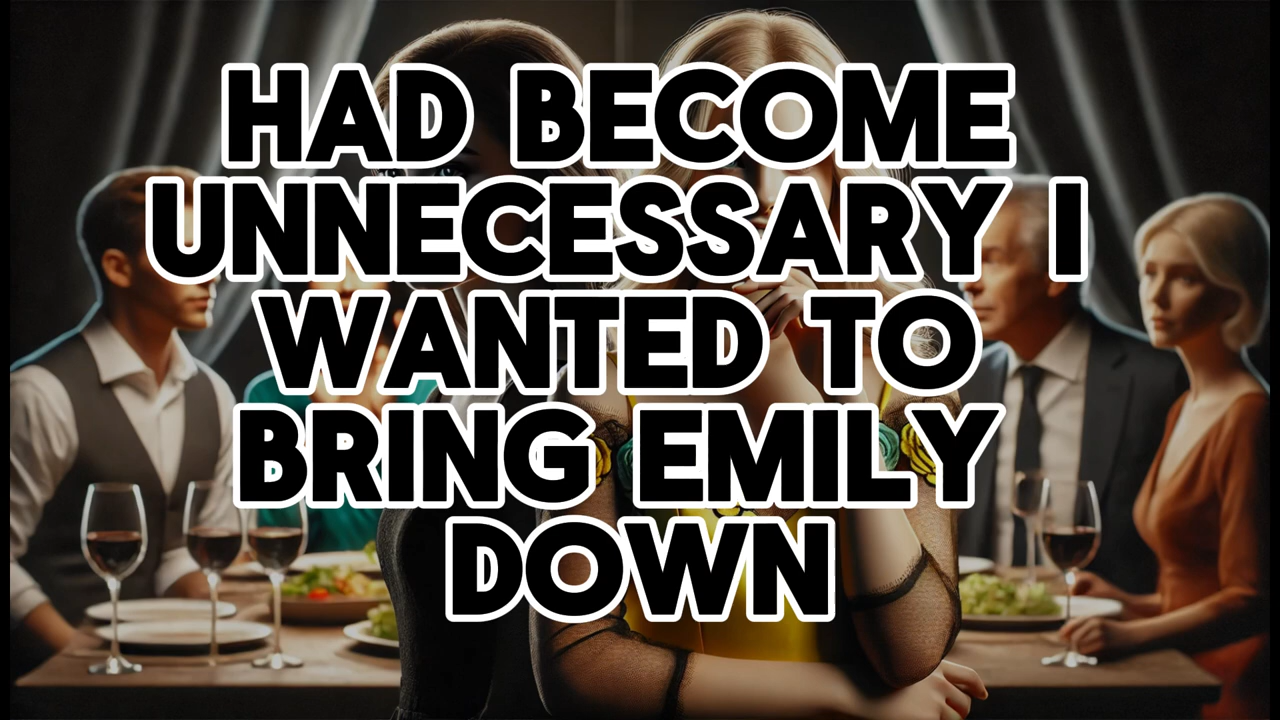 HAD BECOME
UNNECESSARY I
WANTED TO
BRING EMILY
DOWN